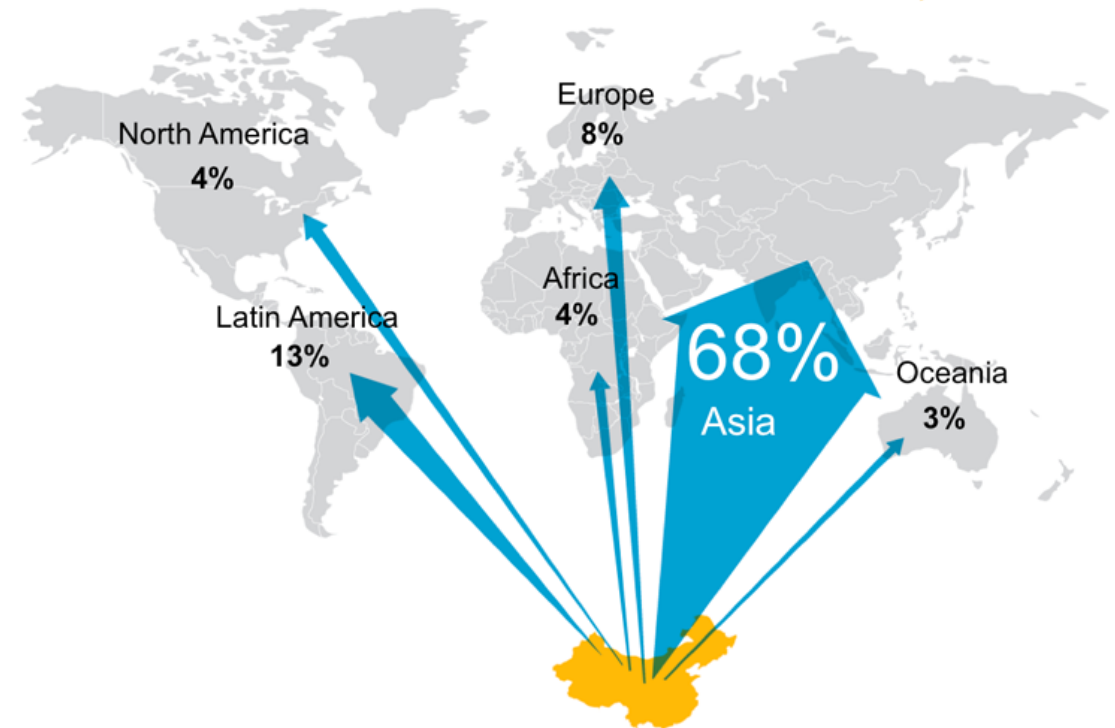 Europe
8%
North America
4%
Africa
4%
Latin America
13%
68%
Asia
Oceania
3%